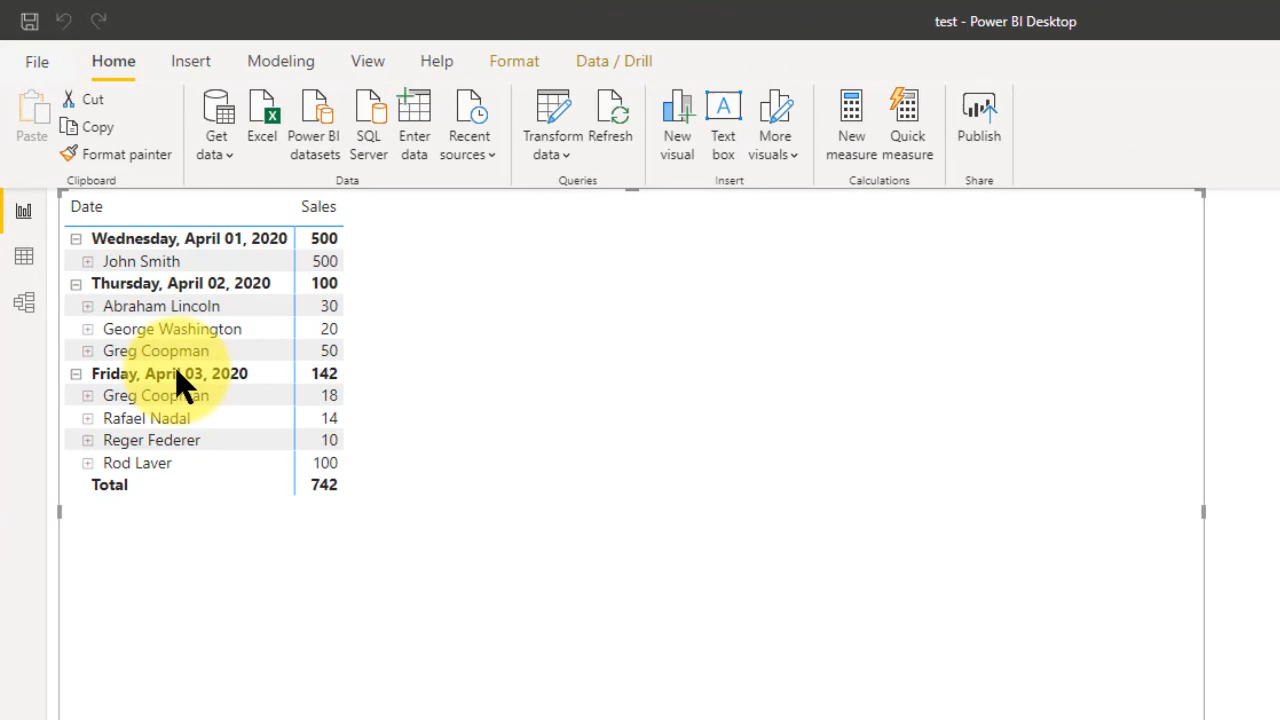 test - Power BI Desktop
File Home Insert Modeling View Help Format Data / Drill
Paste
Cut
Copy
Format painter
Clipboard
Get data
Excel
Power BI datasets
SQL Server
Enter data
Recent sources
Data
Transform data
Refresh
Queries
New visual
Text box
More visuals
Insert
New measure
Quick measure
Calculations
Publish
Share
Date Sales
Wednesday, April 01, 2020 500
John Smith 500
Thursday, April 02, 2020 100
Abraham Lincoln 30
George Washington 20
Greg Coopman 50
Friday, April 03, 2020 142
Greg Coopman 18
Rafael Nadal 14
Reger Federer 10
Rod Laver 100
Total 742